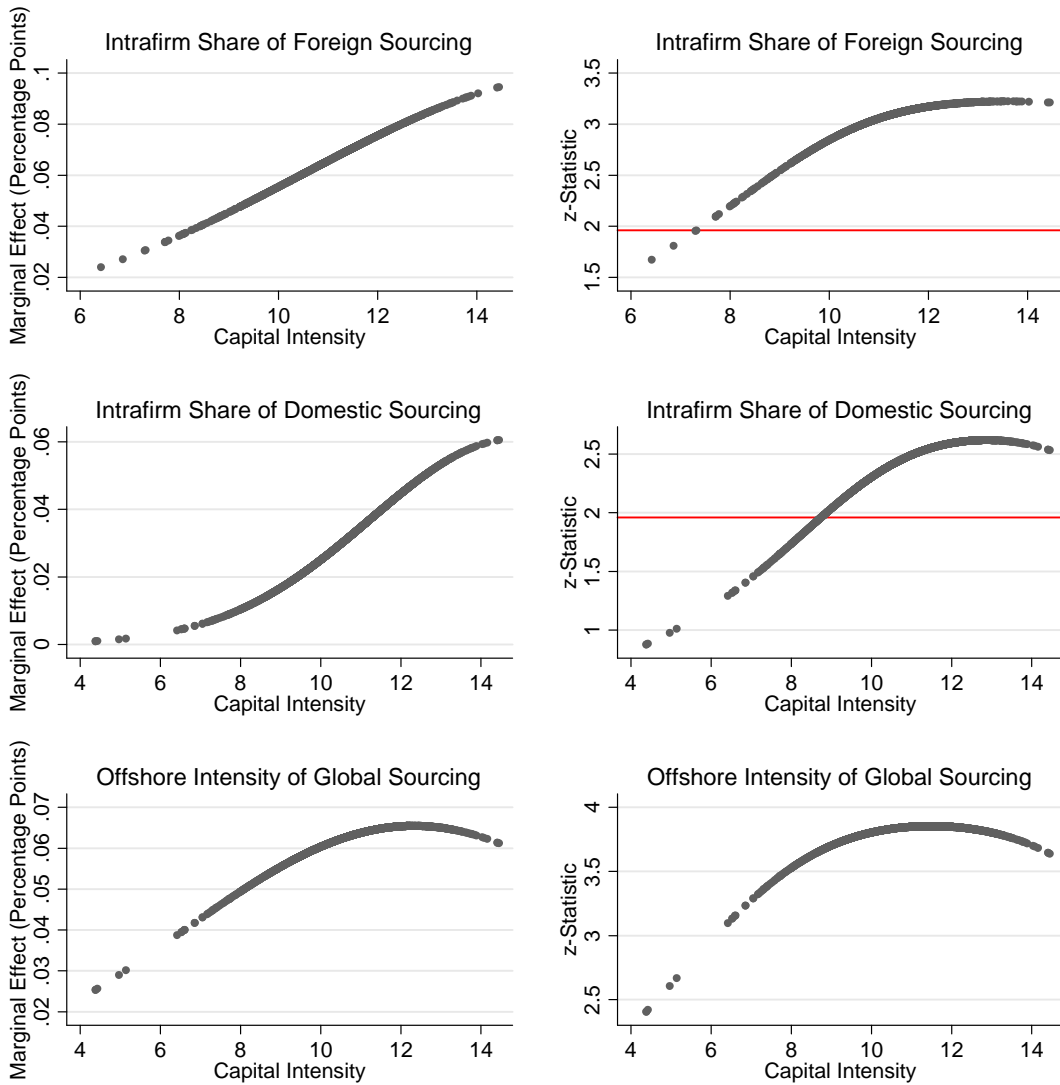 Intrafirm Share of Foreign Sourcing
Marginal Effect (Percentage Points)
.02 .04 .06 .08 .1
6 8 10 12 14
Capital Intensity
Intrafirm Share of Foreign Sourcing
z-Statistic
1.5 2 2.5 3 3.5
6 8 10 12 14
Capital Intensity
Intrafirm Share of Domestic Sourcing
Marginal Effect (Percentage Points)
0 .02 .04 .06
4 6 8 10 12 14
Capital Intensity
Intrafirm Share of Domestic Sourcing
z-Statistic
1 1.5 2 2.5
4 6 8 10 12 14
Capital Intensity
Offshore Intensity of Global Sourcing
Marginal Effect (Percentage Points)
.02 .03 .04 .05 .06 .07
4 6 8 10 12 14
Capital Intensity
Offshore Intensity of Global Sourcing
z-Statistic
2.5 3 3.5 4
4 6 8 10 12 14
Capital Intensity